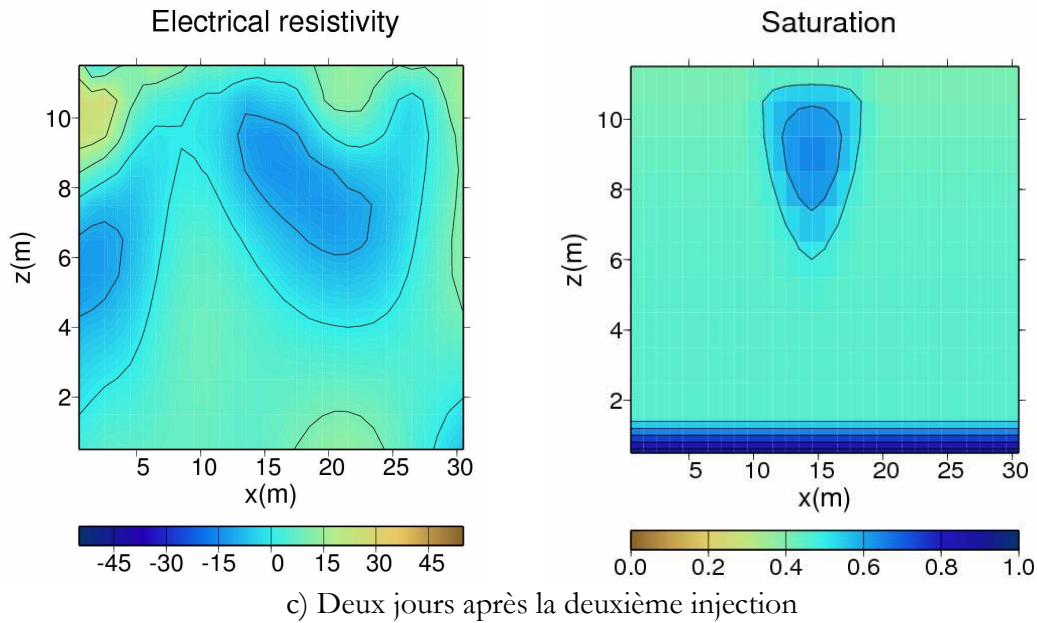 Electrical resistivity
Saturation
10
8
6
4
2
z(m)
5 10 15 20 25 30
x(m)
-45 -30 -15 0 15 30 45
10
8
6
4
2
z(m)
5 10 15 20 25 30
x(m)
0.0 0.2 0.4 0.6 0.8 1.0
c) Deux jours après la deuxième injection